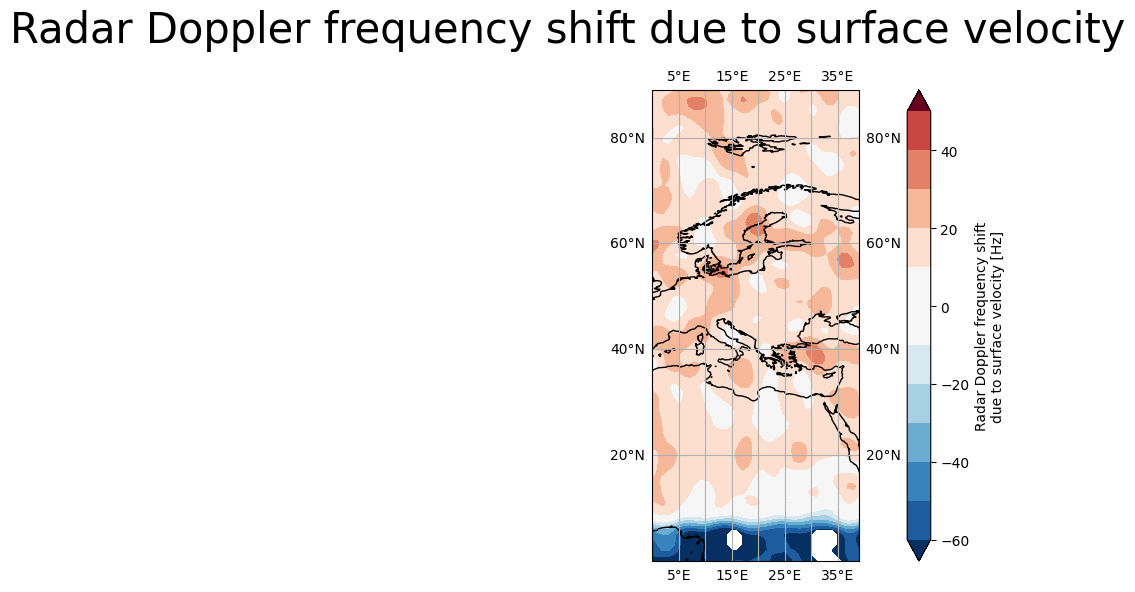 Radar Doppler frequency shift due to surface velocity
5°E 15°E 25°E 35°E
80°N 80°N 40
60°N 60°N 20
0
40°N 40°N −20
20°N 20°N −40
−60
5°E 15°E 25°E 35°E
Radar Doppler frequency shift
due to surface velocity [Hz]